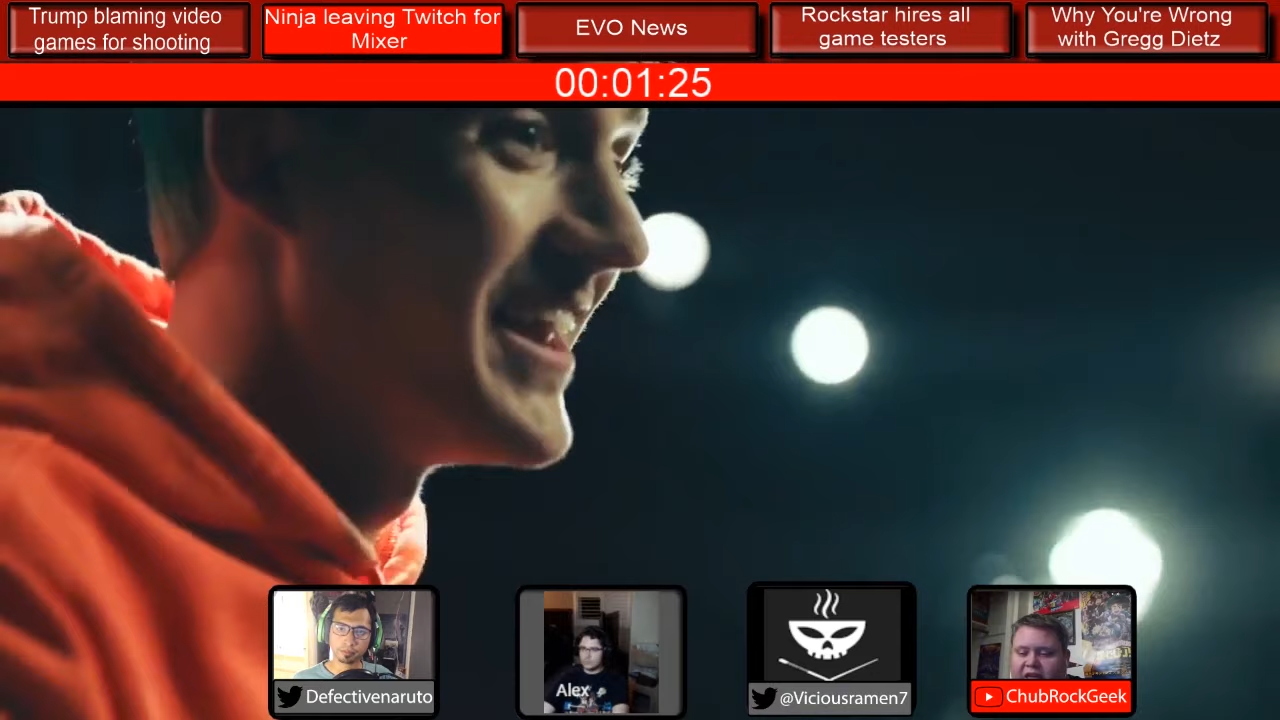 Trump blaming video
games for shooting
Ninja leaving Twitch for
Mixer
EVO News
Rockstar hires all
game testers
Why You're Wrong
with Gregg Dietz
00:01:25
Defectivenaruto
Alex
@Viciousramen7
ChubRockGeek